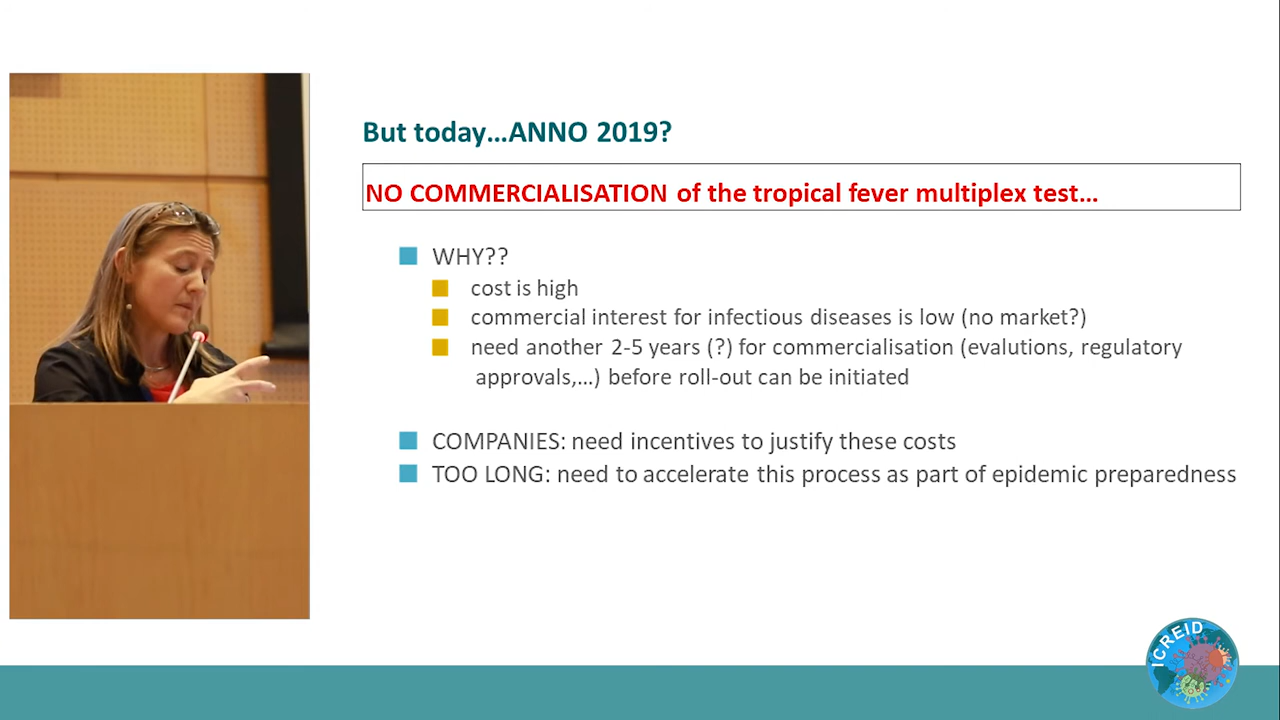 But today...ANNO 2019?
NO COMMERCIALISATION of the tropical fever multiplex test...
WHY??
cost is high
commercial interest for infectious diseases is low (no market?)
need another 2-5 years (?) for commercialisation (evalutions, regulatory
approvals,...) before roll-out can be initiated
COMPANIES: need incentives to justify these costs
TOO LONG: need to accelerate this process as part of epidemic preparedness
ICREID